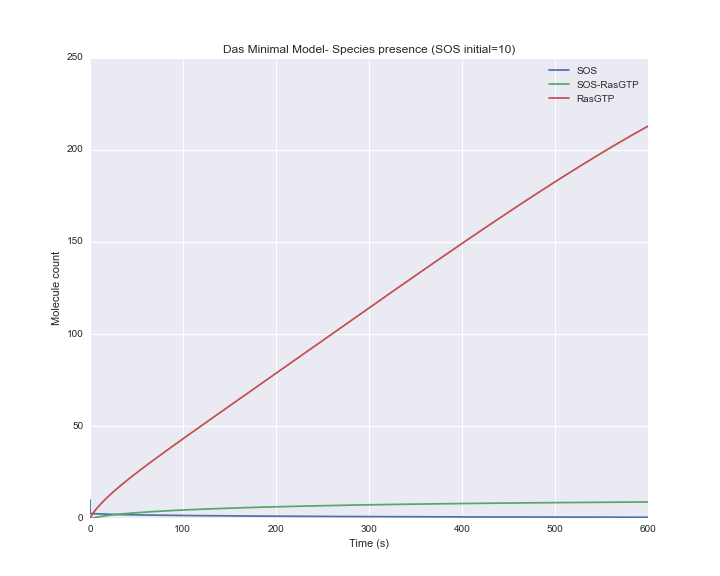 Das Minimal Model- Species presence (SOS initial=10)
250
SOS
SOS-RasGTP
RasGTP
200
150
100
50
0
Molecule count
0 100 200 300 400 500 600
Time (s)